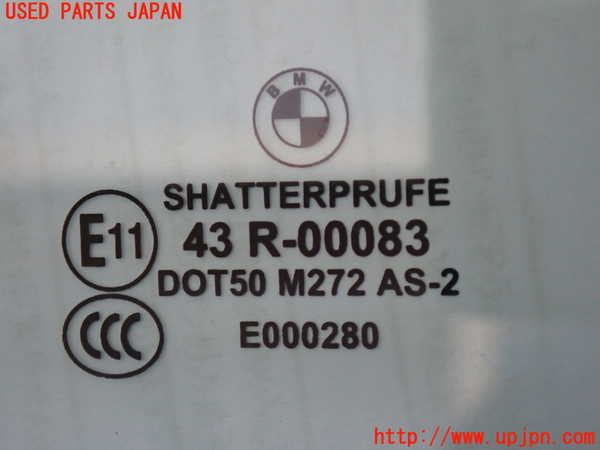 USED PARTS JAPAN
BMW
SHATTERPRUFE
E11 43 R-00083
DOT50 M272 AS-2
CCC E000280
http://www.upjpn.com/